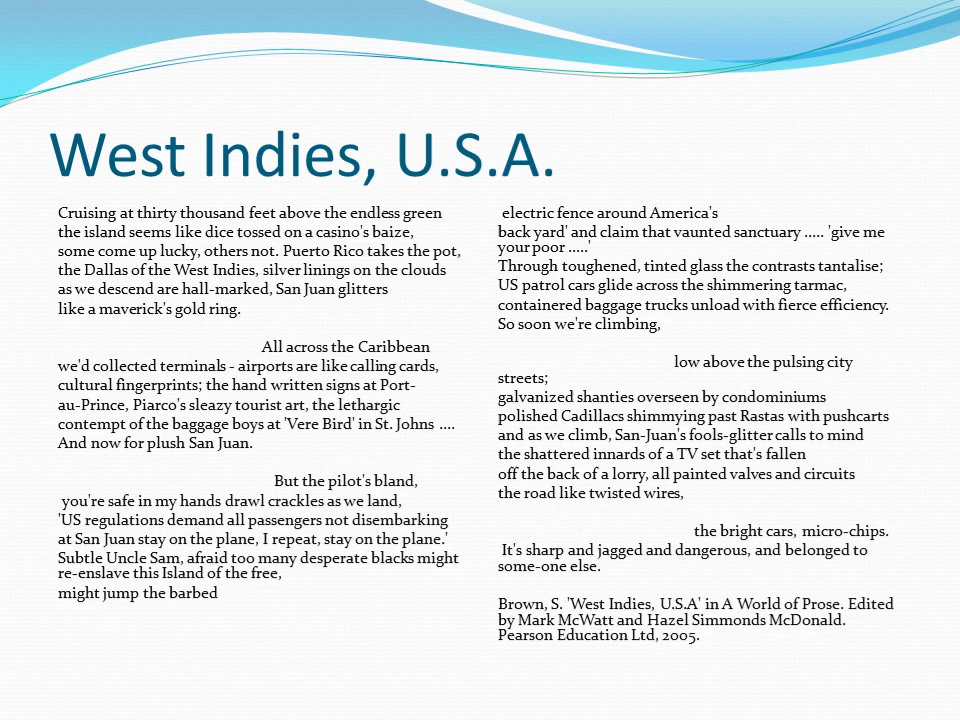 West Indies, U.S.A.
Cruising at thirty thousand feet above the endless green
the island seems like dice tossed on a casino's baize,
some come up lucky, others not. Puerto Rico takes the pot,
the Dallas of the West Indies, silver linings on the clouds
as we descend are hall-marked, San Juan glitters
like a maverick's gold ring.
All across the Caribbean
we'd collected terminals - airports are like calling cards,
cultural fingerprints; the hand written signs at Port-
au-Prince, Piarco's sleazy tourist art, the lethargic
contempt of the baggage boys at 'Vere Bird' in St. Johns ....
And now for plush San Juan.
But the pilot's bland,
you're safe in my hands drawl crackles as we land,
'US regulations demand all passengers not disembarking
at San Juan stay on the plane, I repeat, stay on the plane.'
Subtle Uncle Sam, afraid too many desperate blacks might
re-enslave this Island of the free,
might jump the barbed
electric fence around America's
back yard' and claim that vaunted sanctuary ..... 'give me
your poor .....'
Through toughened, tinted glass the contrasts tantalise;
US patrol cars glide across the shimmering tarmac,
containered baggage trucks unload with fierce efficiency.
So soon we're climbing,
low above the pulsing city
streets;
galvanized shanties overseen by condominiums
polished Cadillacs shimmying past Rastas with pushcarts
and as we climb, San-Juan's fools-glitter calls to mind
the shattered innards of a TV set that's fallen
off the back of a lorry, all painted valves and circuits
the road like twisted wires,
the bright cars, micro-chips.
It's sharp and jagged and dangerous, and belonged to
some-one else.
Brown, S. 'West Indies, U.S.A' in A World of Prose. Edited
by Mark McWatt and Hazel Simmonds McDonald.
Pearson Education Ltd, 2005.